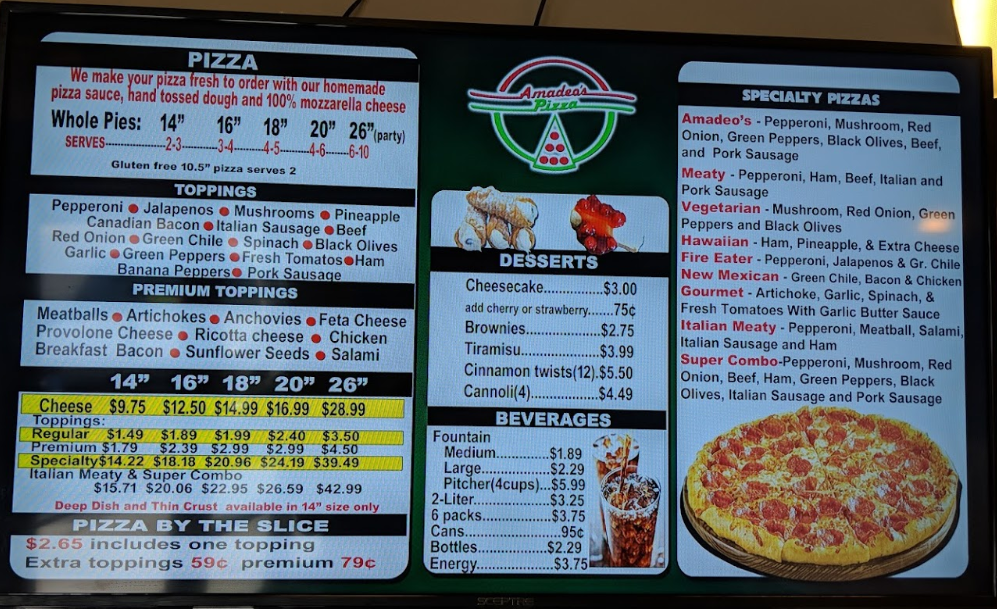 PIZZA
We make your pizza fresh to order with our homemade
pizza sauce, hand tossed dough and 100% mozzarella cheese
Whole Pies: 14" 16" 18" 20" 26"(party)
SERVES 2-3 3-4 4-5 4-6 6-10
Gluten free 10.5" pizza serves 2
TOPPINGS
Pepperoni • Jalapenos • Mushrooms • Pineapple
Canadian Bacon • Italian Sausage • Beef
Red Onion • Green Chile • Spinach • Black Olives
Garlic • Green Peppers • Fresh Tomatoes • Ham
Banana Peppers • Pork Sausage
PREMIUM TOPPINGS
Meatballs • Artichokes • Anchovies • Feta Cheese
Provolone Cheese • Ricotta cheese • Chicken
Breakfast Bacon • Sunflower Seeds • Salami
14" 16" 18" 20" 26"
Cheese $9.75 $12.50 $14.99 $16.99 $28.99
Toppings:
Regular $1.49 $1.89 $1.99 $2.40 $3.50
Premium $1.79 $2.39 $2.99 $2.99 $4.50
Specialty $14.22 $18.18 $20.96 $24.19 $39.49
Italian Meaty & Super Combo
$15.71 $20.06 $22.95 $26.59 $42.99
Deep Dish and Thin Crust available in 14" size only
PIZZA BY THE SLICE
$2.65 includes one topping
Extra toppings 59¢ premium 79¢
Amadeo's
Pizza
DESSERTS
Cheesecake...............$3.00
add cherry or strawberry.......75¢
Brownies....................$2.75
Tiramisu.....................$3.99
Cinnamon twists(12).$5.50
Cannoli(4)...................$4.49
BEVERAGES
Fountain
Medium............$1.89
Large...............$2.29
Pitcher(4cups)...$5.99
2-Liter..................$3.25
6 packs...............$3.75
Cans.....................95¢
Bottles.................$2.29
Energy.................$3.75
SPECIALTY PIZZAS
Amadeo's - Pepperoni, Mushroom, Red
Onion, Green Peppers, Black Olives, Beef,
and Pork Sausage
Meaty - Pepperoni, Ham, Beef, Italian and
Pork Sausage
Vegetarian - Mushroom, Red Onion, Green
Peppers and Black Olives
Hawaiian - Ham, Pineapple, & Extra Cheese
Fire Eater - Pepperoni, Jalapenos & Gr. Chile
New Mexican - Green Chile, Bacon & Chicken
Gourmet - Artichoke, Garlic, Spinach, &
Fresh Tomatoes With Garlic Butter Sauce
Italian Meaty - Pepperoni, Meatball, Salami,
Italian Sausage and Ham
Super Combo-Pepperoni, Mushroom, Red
Onion, Beef, Ham, Green Peppers, Black
Olives, Italian Sausage and Pork Sausage
SCEPTRE